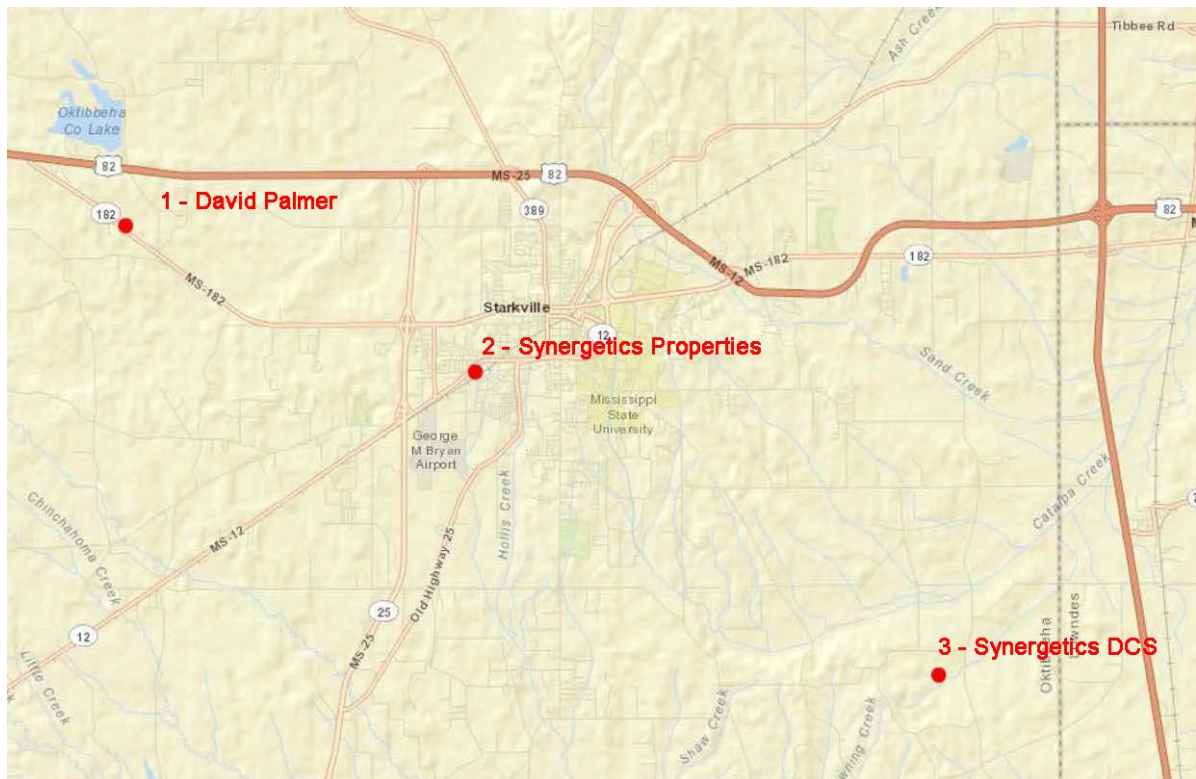 Tibbee Rd
Ash Creek
Oktibbeha
Co Lake
82
MS-25
82
1 - David Palmer
182
389
82
MS-182
MS-12
MS-182
182
Starkville
12
2 - Synergetics Properties
Sand Creek
Mississippi
State
University
George
M Bryan
Airport
Hollis Creek
Catalpa Creek
Chinchahoma Creek
MS-12
Old Highway 25
25
12
MS-25
Little Creek
3 - Synergetics DCS
Oktibbeha
Lowndes
Shaw Creek